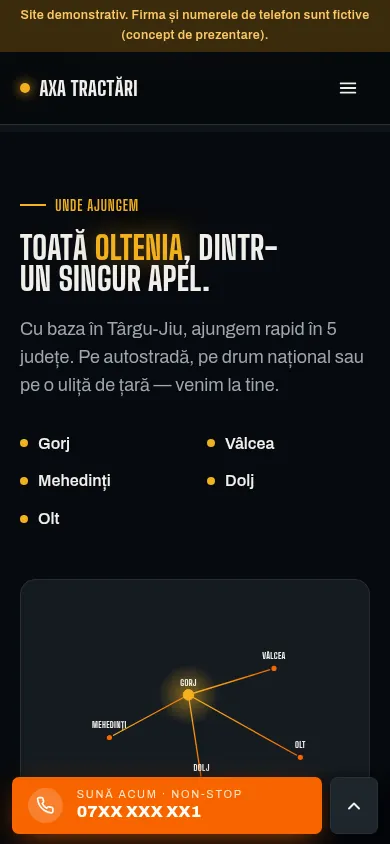 Site demonstrativ. Firma și numerele de telefon sunt fictive
(concept de prezentare).
AXA TRACTĂRI
UNDE AJUNGEM
TOATĂ OLTENIA, DINTR-
UN SINGUR APEL.
Cu baza în Târgu-Jiu, ajungem rapid în 5
județe. Pe autostradă, pe drum național sau
pe o uliță de țară — venim la tine.
Gorj
Vâlcea
Mehedinți
Dolj
Olt
VÂLCEA
GORJ
MEHEDINȚI
OLT
DOLJ
SUNĂ ACUM · NON-STOP
07XX XXX XX1